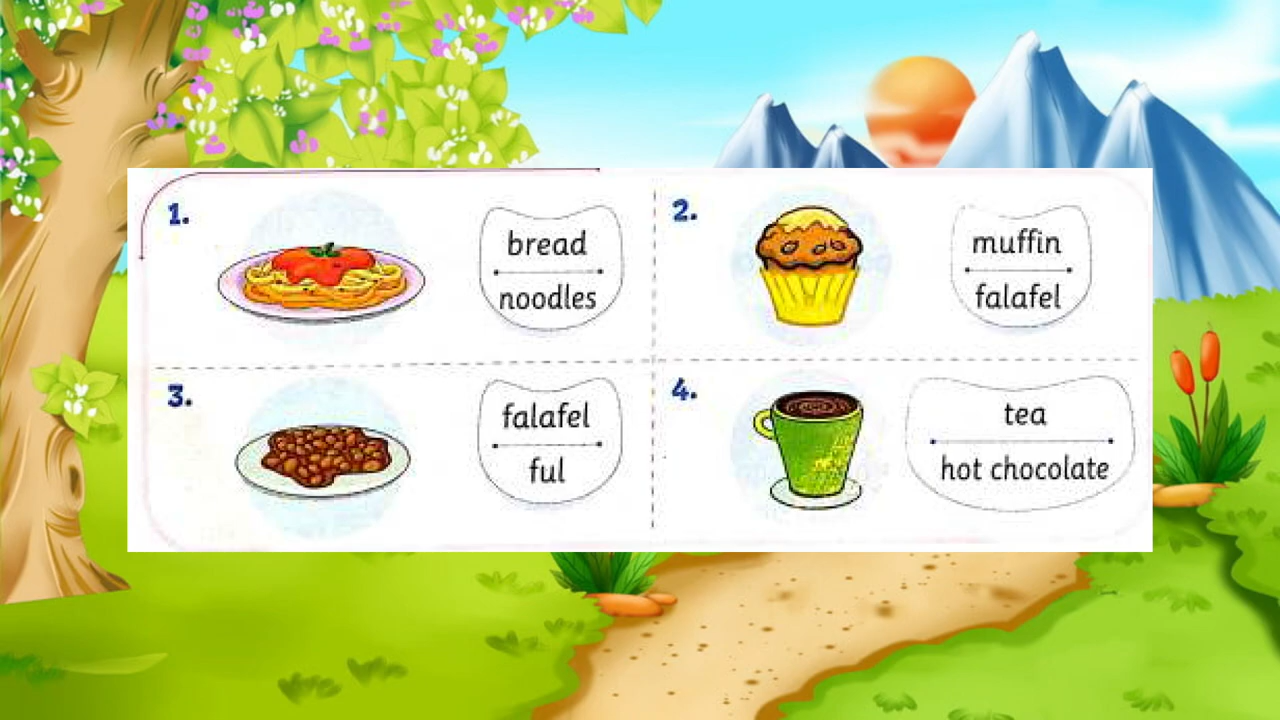 1.
bread
noodles
2.
muffin
falafel
3.
falafel
ful
4.
tea
hot chocolate